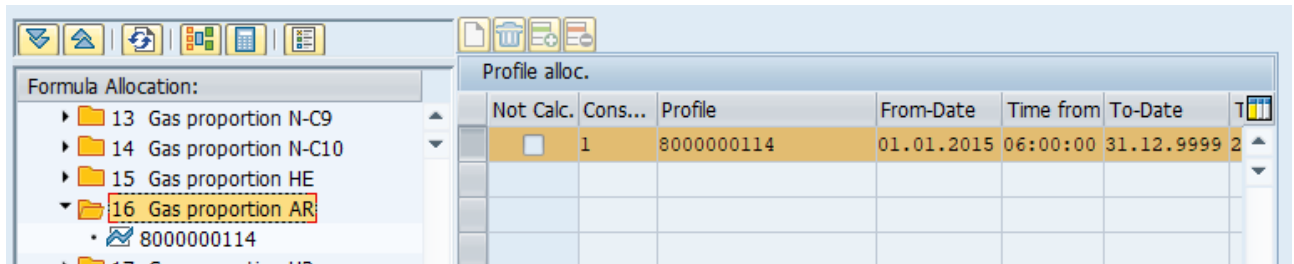 Formula Allocation:
13 Gas proportion N-C9
14 Gas proportion N-C10
15 Gas proportion HE
16 Gas proportion AR
8000000114
Profile alloc.
Not Calc. Cons... Profile From-Date Time from To-Date T
1 8000000114 01.01.2015 06:00:00 31.12.9999 2